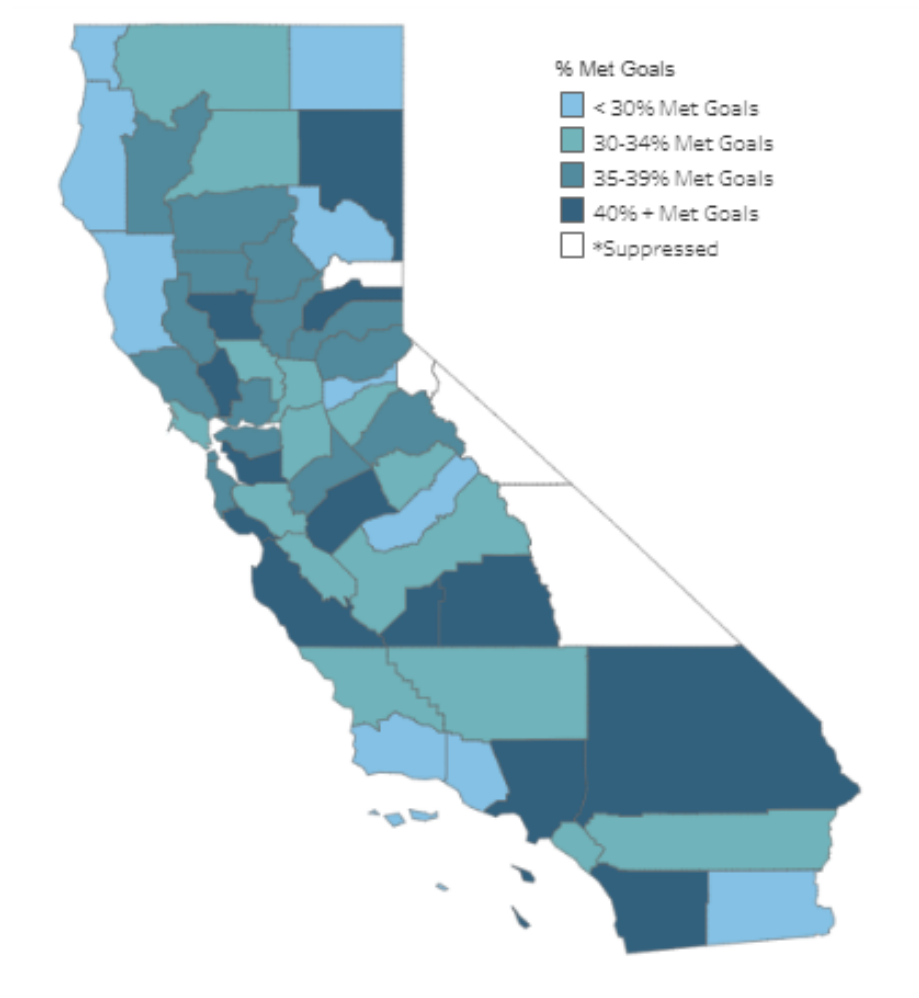 % Met Goals
< 30% Met Goals
30-34% Met Goals
35-39% Met Goals
40% + Met Goals
*Suppressed